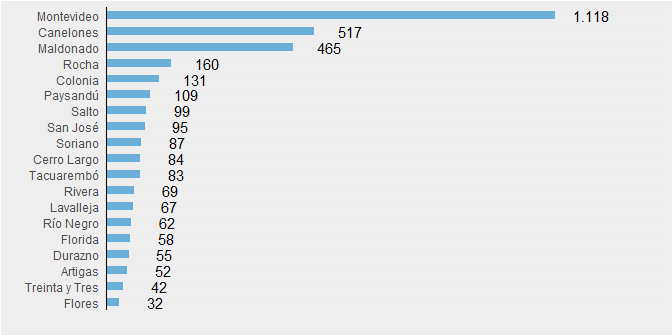 Montevideo 1.118
Canelones 517
Maldonado 465
Rocha 160
Colonia 131
Paysandú 109
Salto 99
San José 95
Soriano 87
Cerro Largo 84
Tacuarembó 83
Rivera 69
Lavalleja 67
Río Negro 62
Florida 58
Durazno 55
Artigas 52
Treinta y Tres 42
Flores 32